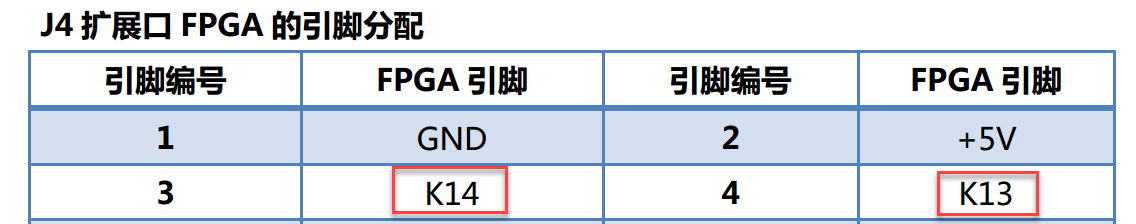 J4 扩展口 FPGA 的引脚分配
引脚编号 FPGA 引脚 引脚编号 FPGA 引脚
1 GND 2 +5V
3 K14 4 K13